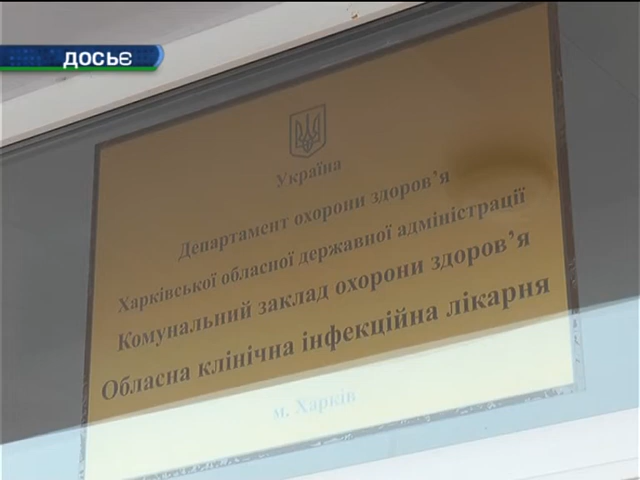 ДОСЬЄ
Україна
Департамент охорони здоров’я
Харківської обласної державної адміністрації
Комунальний заклад охорони здоров’я
Обласна клінічна інфекційна лікарня
м. Харків